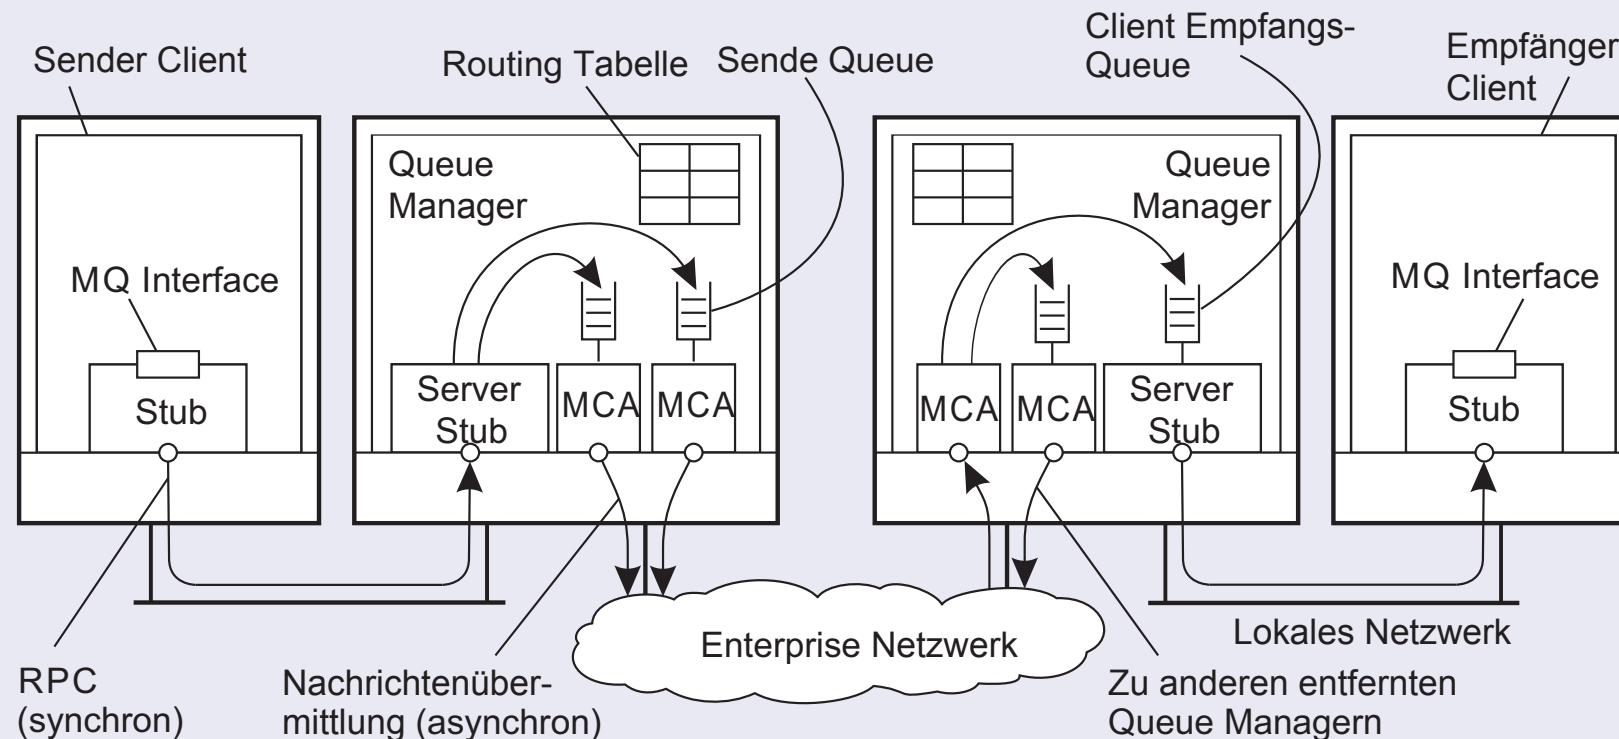 Sender Client
Routing Tabelle
Sende Queue
Client Empfangs-
Queue
Empfänger
Client
Queue
Manager
MQ Interface
Stub
Server
Stub
MCA
MCA
Queue
Manager
MCA
MCA
Server
Stub
MQ Interface
Stub
Enterprise Netzwerk
Lokales Netzwerk
RPC
(synchron)
Nachrichtenüber-
mittlung (asynchron)
Zu anderen entfernten
Queue Managern